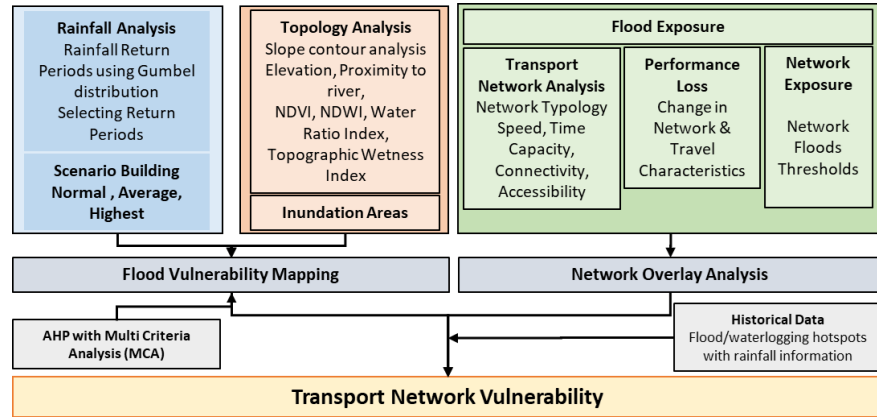 Rainfall Analysis
Rainfall Return
Periods using Gumbel
distribution
Selecting Return
Periods
Scenario Building
Normal , Average,
Highest
Topology Analysis
Slope contour analysis
Elevation, Proximity to
river,
NDVI, NDWI, Water
Ratio Index,
Topographic Wetness
Index
Inundation Areas
Flood Exposure
Transport
Network Analysis
Network Typology
Speed, Time
Capacity,
Connectivity,
Accessibility
Performance
Loss
Change in
Network &
Travel
Characteristics
Network
Exposure
Network
Floods
Thresholds
Flood Vulnerability Mapping
Network Overlay Analysis
AHP with Multi Criteria
Analysis (MCA)
Historical Data
Flood/waterlogging hotspots
with rainfall information
Transport Network Vulnerability